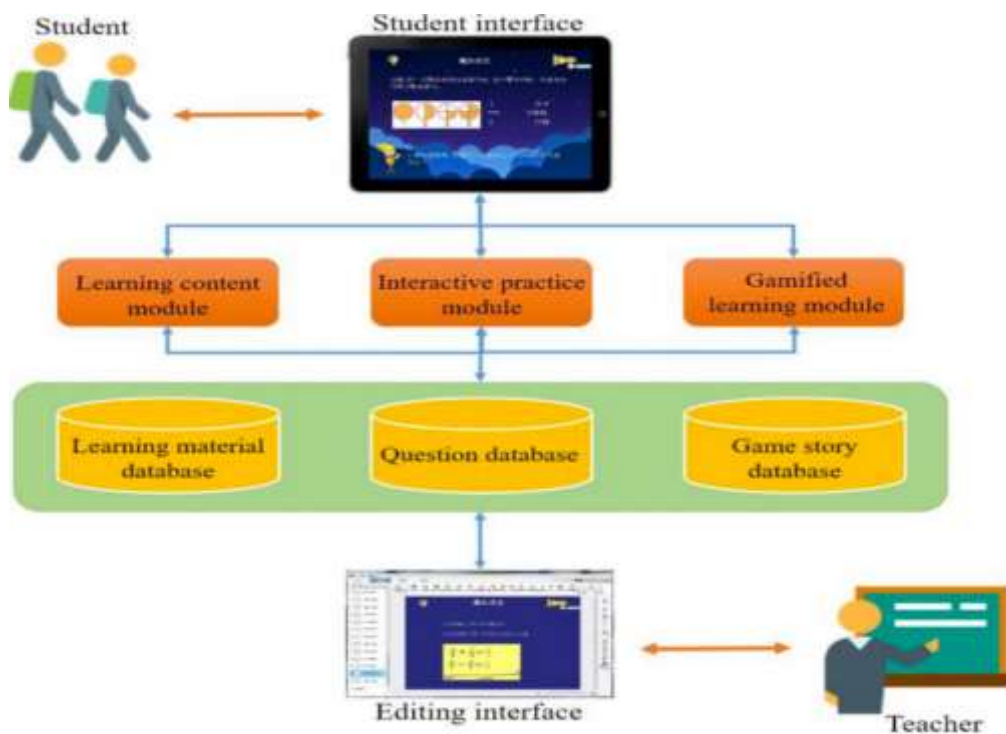 Student
Student interface
Learning content
module
Interactive practice
module
Gamified
learning module
Learning material
database
Question database
Game story
database
Editing interface
Teacher